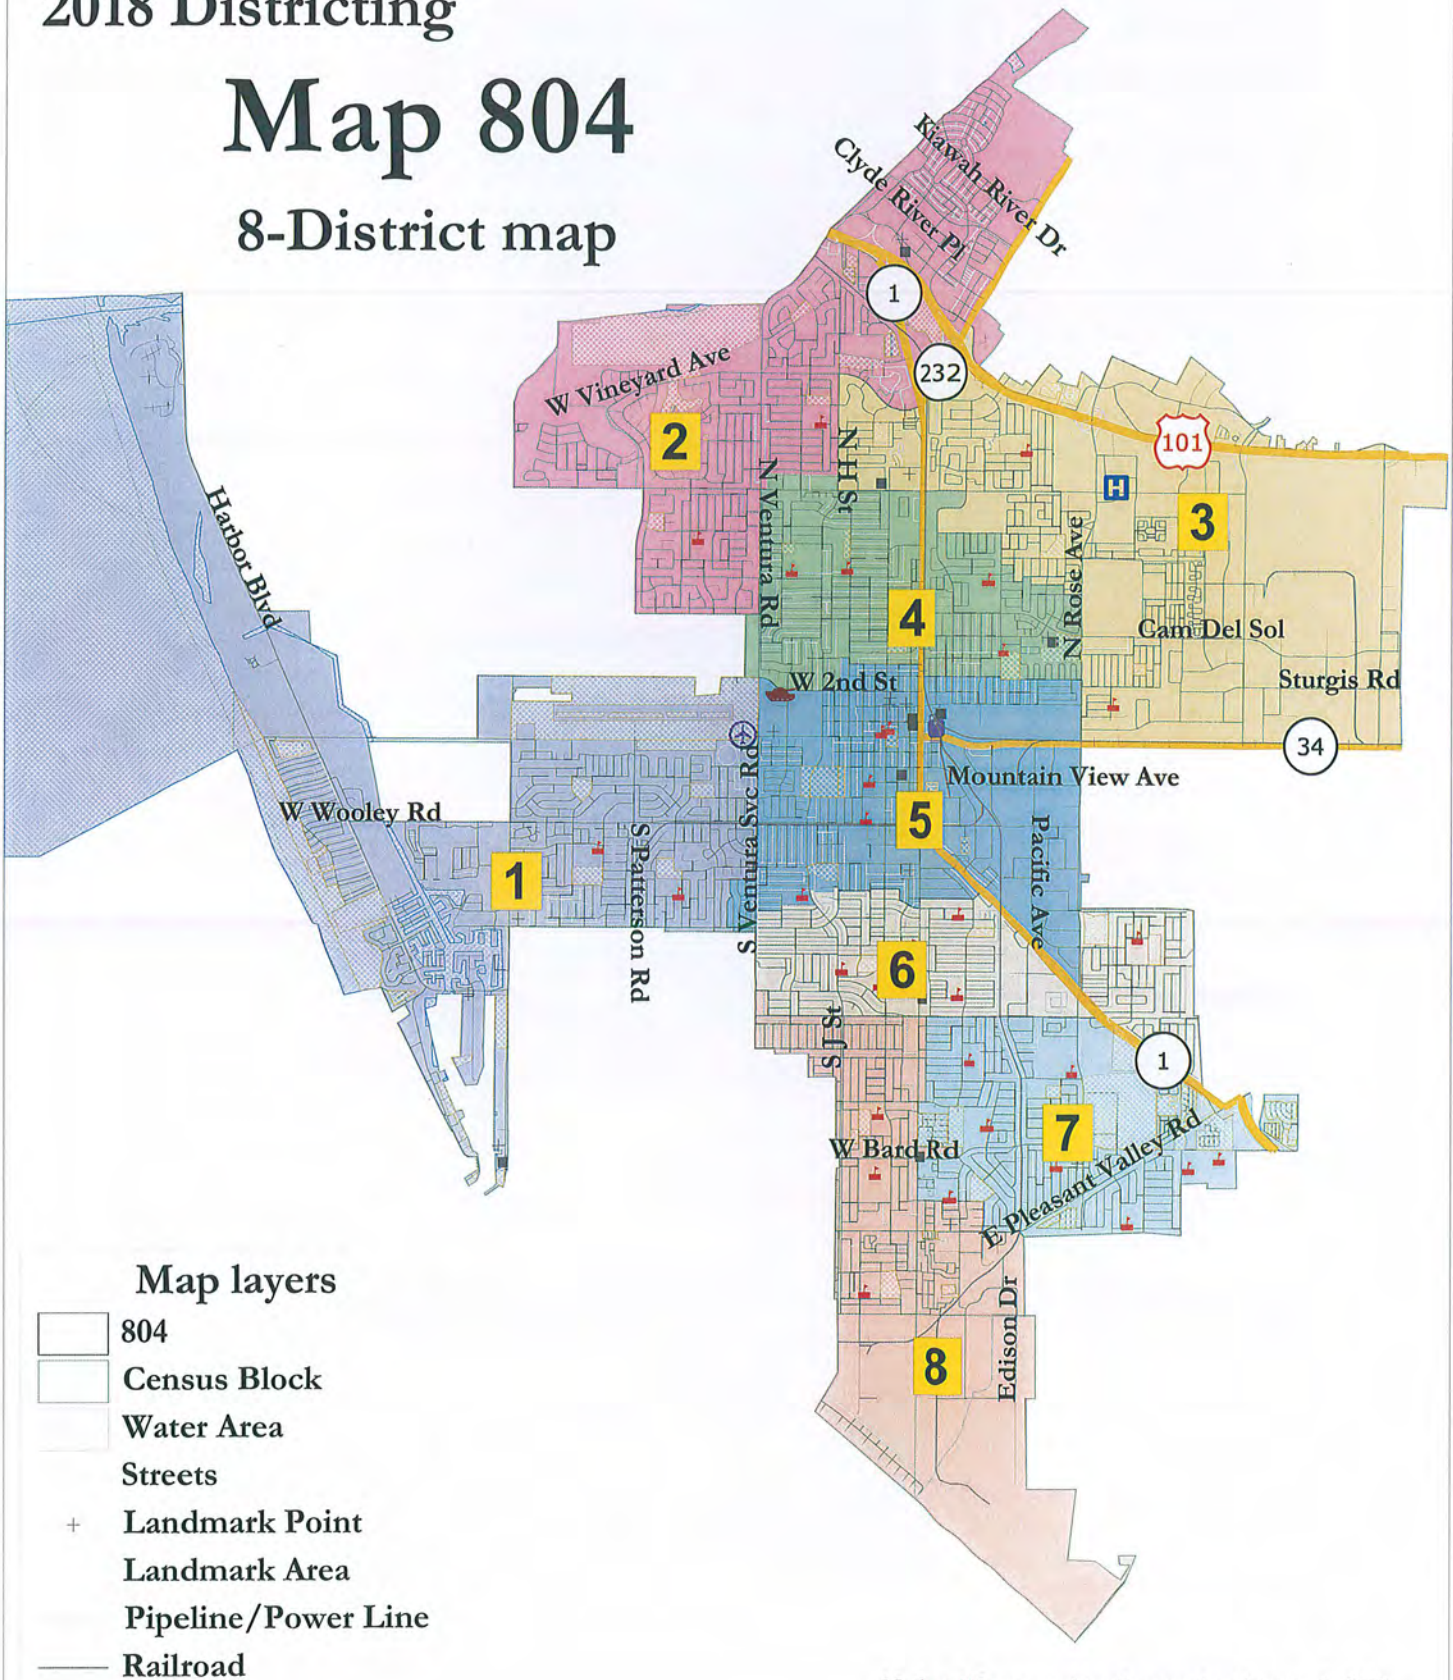 2018 Districting
Map 804
8-District map
Kiawah River Dr
Clyde River Pl
1
232
W Vineyard Ave
2
101
N H St
H
3
N Ventura Rd
Harbor Blvd
N Rose Ave
4
Cam Del Sol
W 2nd St
Sturgis Rd
34
Mountain View Ave
S Ventura Svc Rd
W Wooley Rd
5
S Patterson Rd
Pacific Ave
1
6
S J St
1
7
W Bard Rd
E Pleasant Valley Rd
Edison Dr
8
Map layers
804
Census Block
Water Area
Streets
+ Landmark Point
Landmark Area
Pipeline/Power Line
Railroad